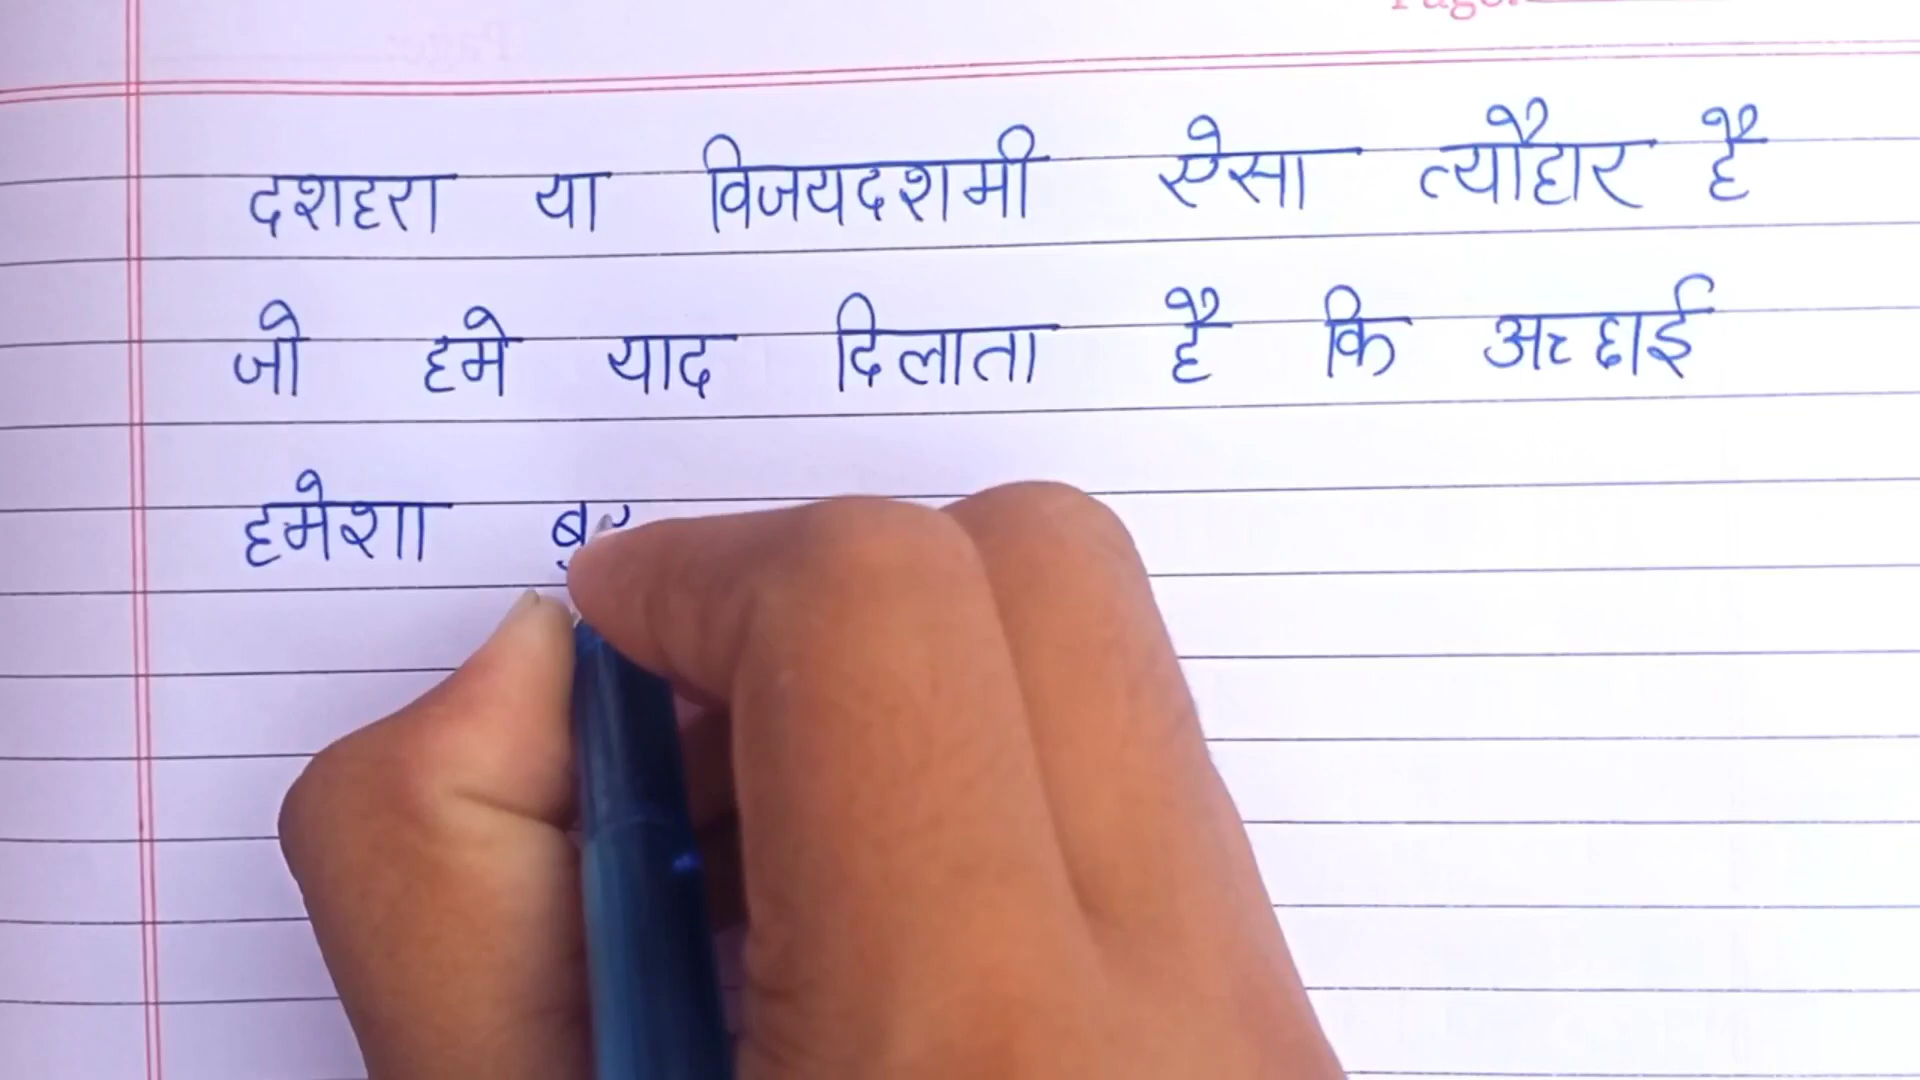 दशहरा या विजयदशमी ऐसा त्यौहार है
जो हमे याद दिलाता है कि अच्छाई
हमेशा